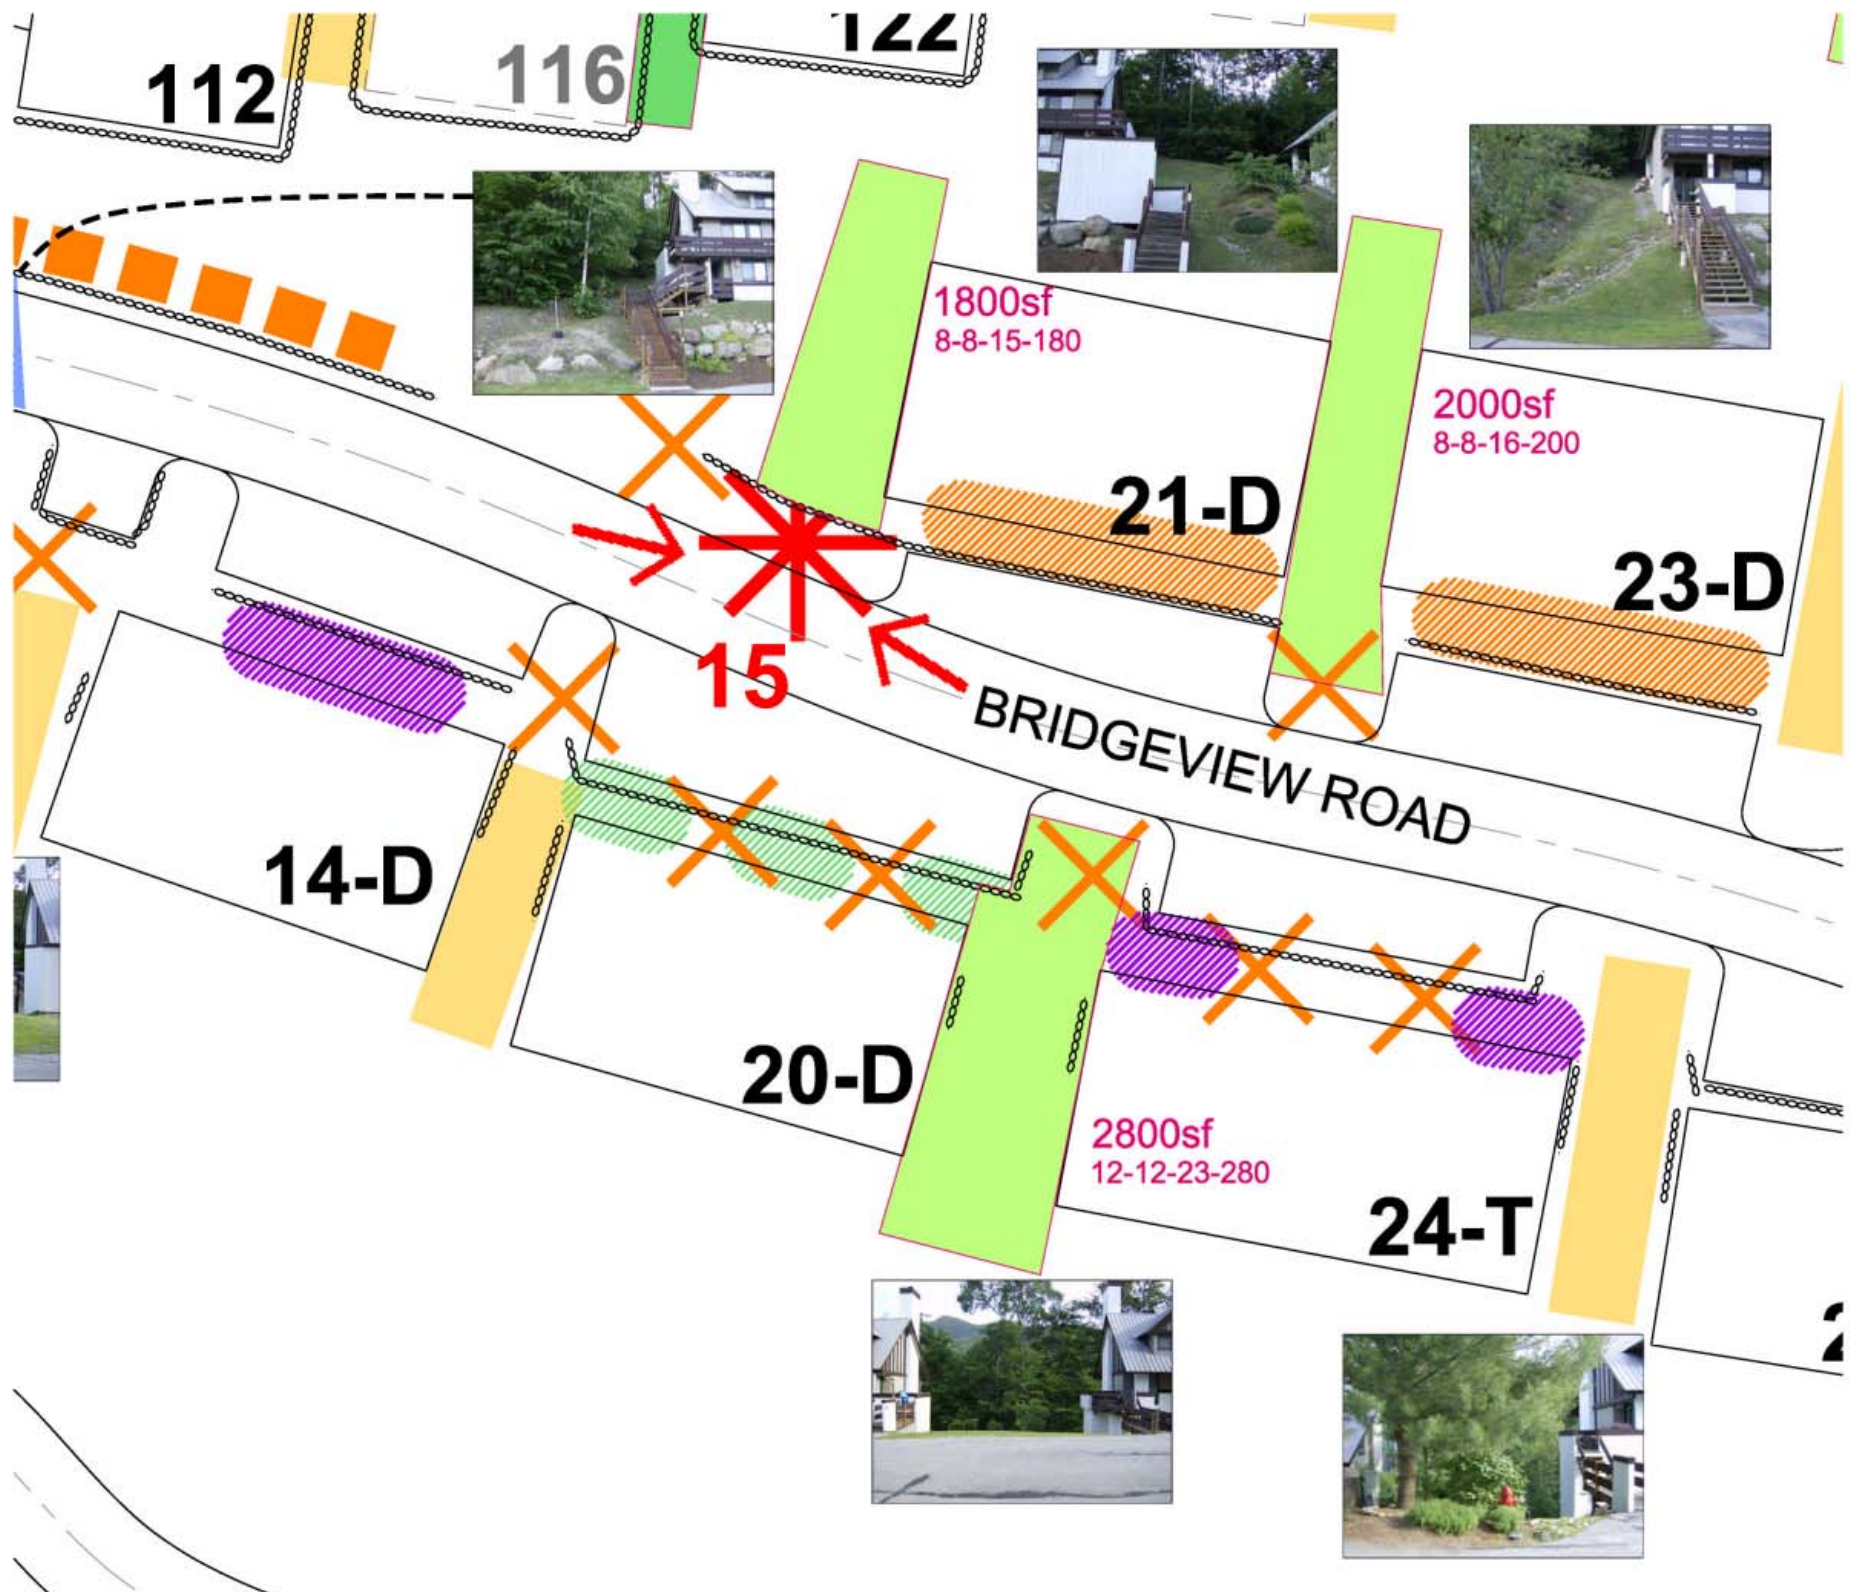 112
116
122
1800sf
8-8-15-180
2000sf
8-8-16-200
21-D
23-D
15
BRIDGEVIEW ROAD
14-D
20-D
2800sf
12-12-23-280
24-T